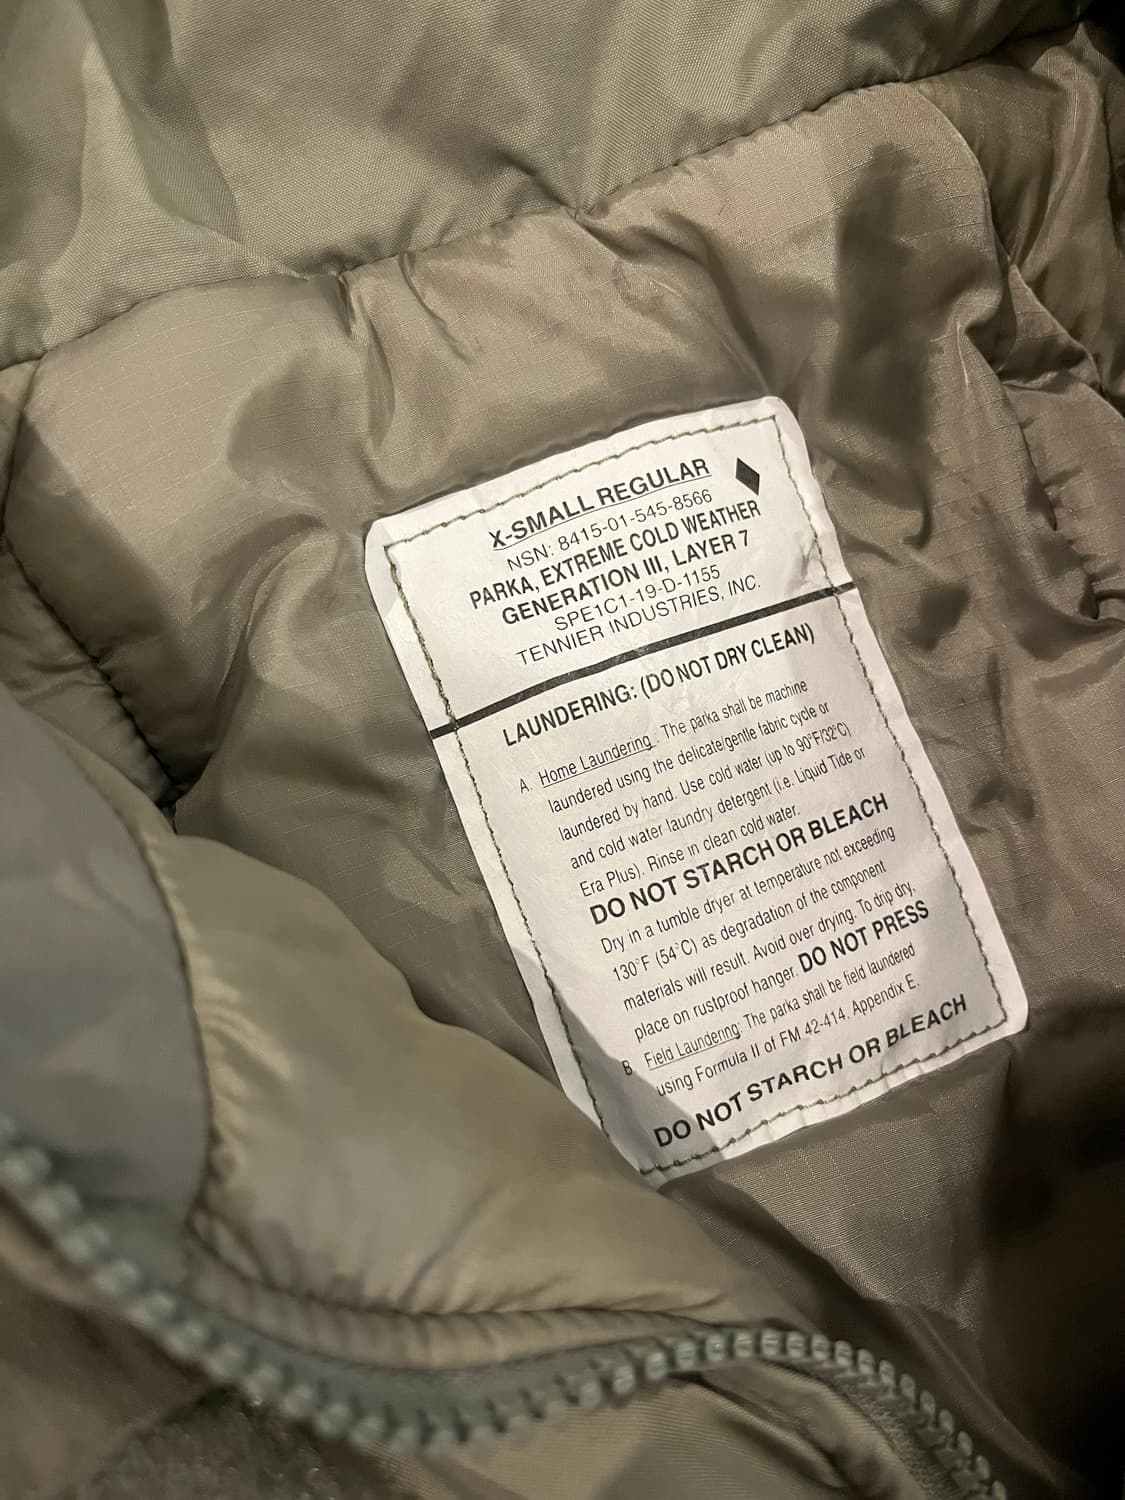 X-SMALL REGULAR
NSN: 8415-01-545-8566
PARKA, EXTREME COLD WEATHER
GENERATION III, LAYER 7
SPE1C1-19-D-1155
TENNIER INDUSTRIES, INC.
LAUNDERING: (DO NOT DRY CLEAN)
A. Home Laundering. The parka shall be machine
laundered using the delicate/gentle fabric cycle or
laundered by hand. Use cold water (up to 90°F/32°C)
and cold water laundry detergent (i.e. Liquid Tide or
Era Plus). Rinse in clean cold water.
DO NOT STARCH OR BLEACH
Dry in a tumble dryer at temperature not exceeding
130°F (54°C) as degradation of the component
materials will result. Avoid over drying. To drip dry,
place on rustproof hanger. DO NOT PRESS
B. Field Laundering: The parka shall be field laundered
using Formula II of FM 42-414. Appendix E.
DO NOT STARCH OR BLEACH